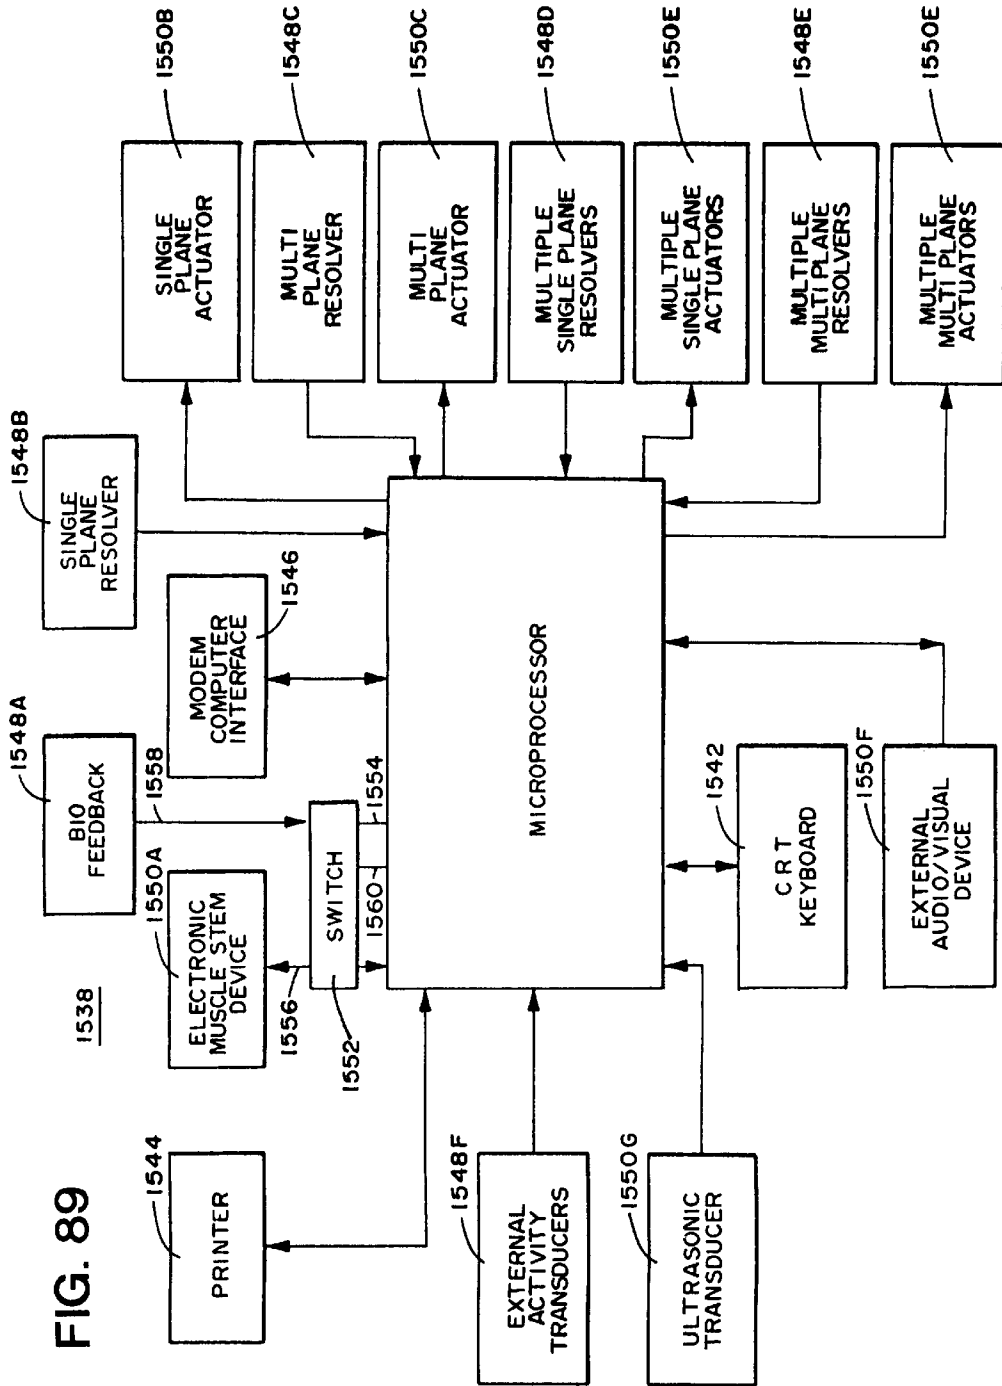 FIG. 89
1538
1544
PRINTER
1550A
ELECTRONIC
MUSCLE STEM
DEVICE
1548A
BIO
FEEDBACK
1558
1556
1552
SWITCH
1560
1554
MODEM
COMPUTER
INTERFACE
1546
1548B
SINGLE
PLANE
RESOLVER
1550B
SINGLE
PLANE
ACTUATOR
1548C
MULTI
PLANE
RESOLVER
1550C
MULTI
PLANE
ACTUATOR
1548D
MULTIPLE
SINGLE PLANE
RESOLVERS
1550E
MULTIPLE
SINGLE PLANE
ACTUATORS
1548E
MULTIPLE
MULTI PLANE
RESOLVERS
1550E
MULTIPLE
MULTI PLANE
ACTUATORS
MICROPROCESSOR
1548F
EXTERNAL
ACTIVITY
TRANSDUCERS
1550G
ULTRASONIC
TRANSDUCER
1542
CRT
KEYBOARD
1550F
EXTERNAL
AUDIO/VISUAL
DEVICE